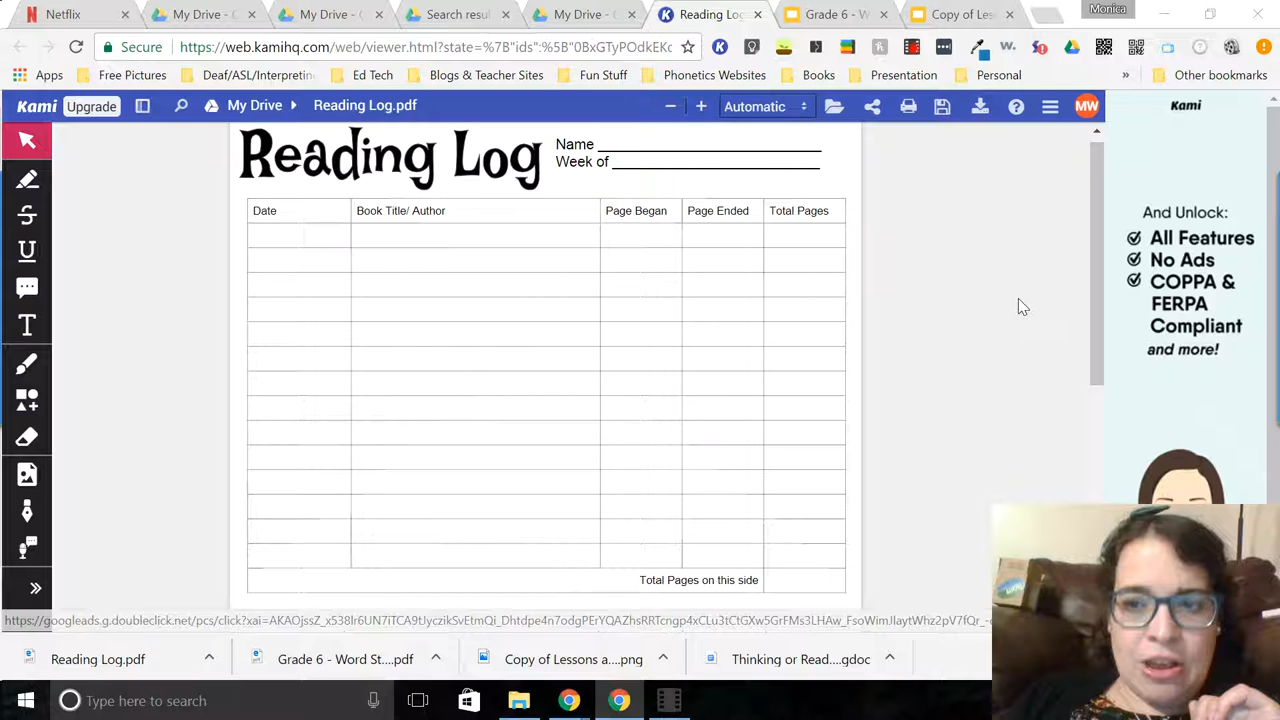 Monica
Netflix
My Drive - G
My Drive - G
Search resul
My Drive - G
Reading Log
Grade 6 - W
Copy of Les
Secure
https://web.kamihq.com/web/viewer.html?state=%7B"ids"%3A%5B"0BxGTyPOdkEKc
Apps
Free Pictures
Deaf/ASL/Interpretin
Ed Tech
Blogs & Teacher Sites
Fun Stuff
Phonetics Websites
Books
Presentation
Personal
»
Other bookmarks
Kami
Upgrade
My Drive
Reading Log.pdf
Automatic
MW
Kami
Reading Log
Name
Week of
Date
Book Title/ Author
Page Began
Page Ended
Total Pages
Total Pages on this side
And Unlock:
All Features
No Ads
COPPA &
FERPA
Compliant
and more!
Reading Log.pdf
Grade 6 - Word St....pdf
Copy of Lessons a....png
Thinking or Read....gdoc
Type here to search